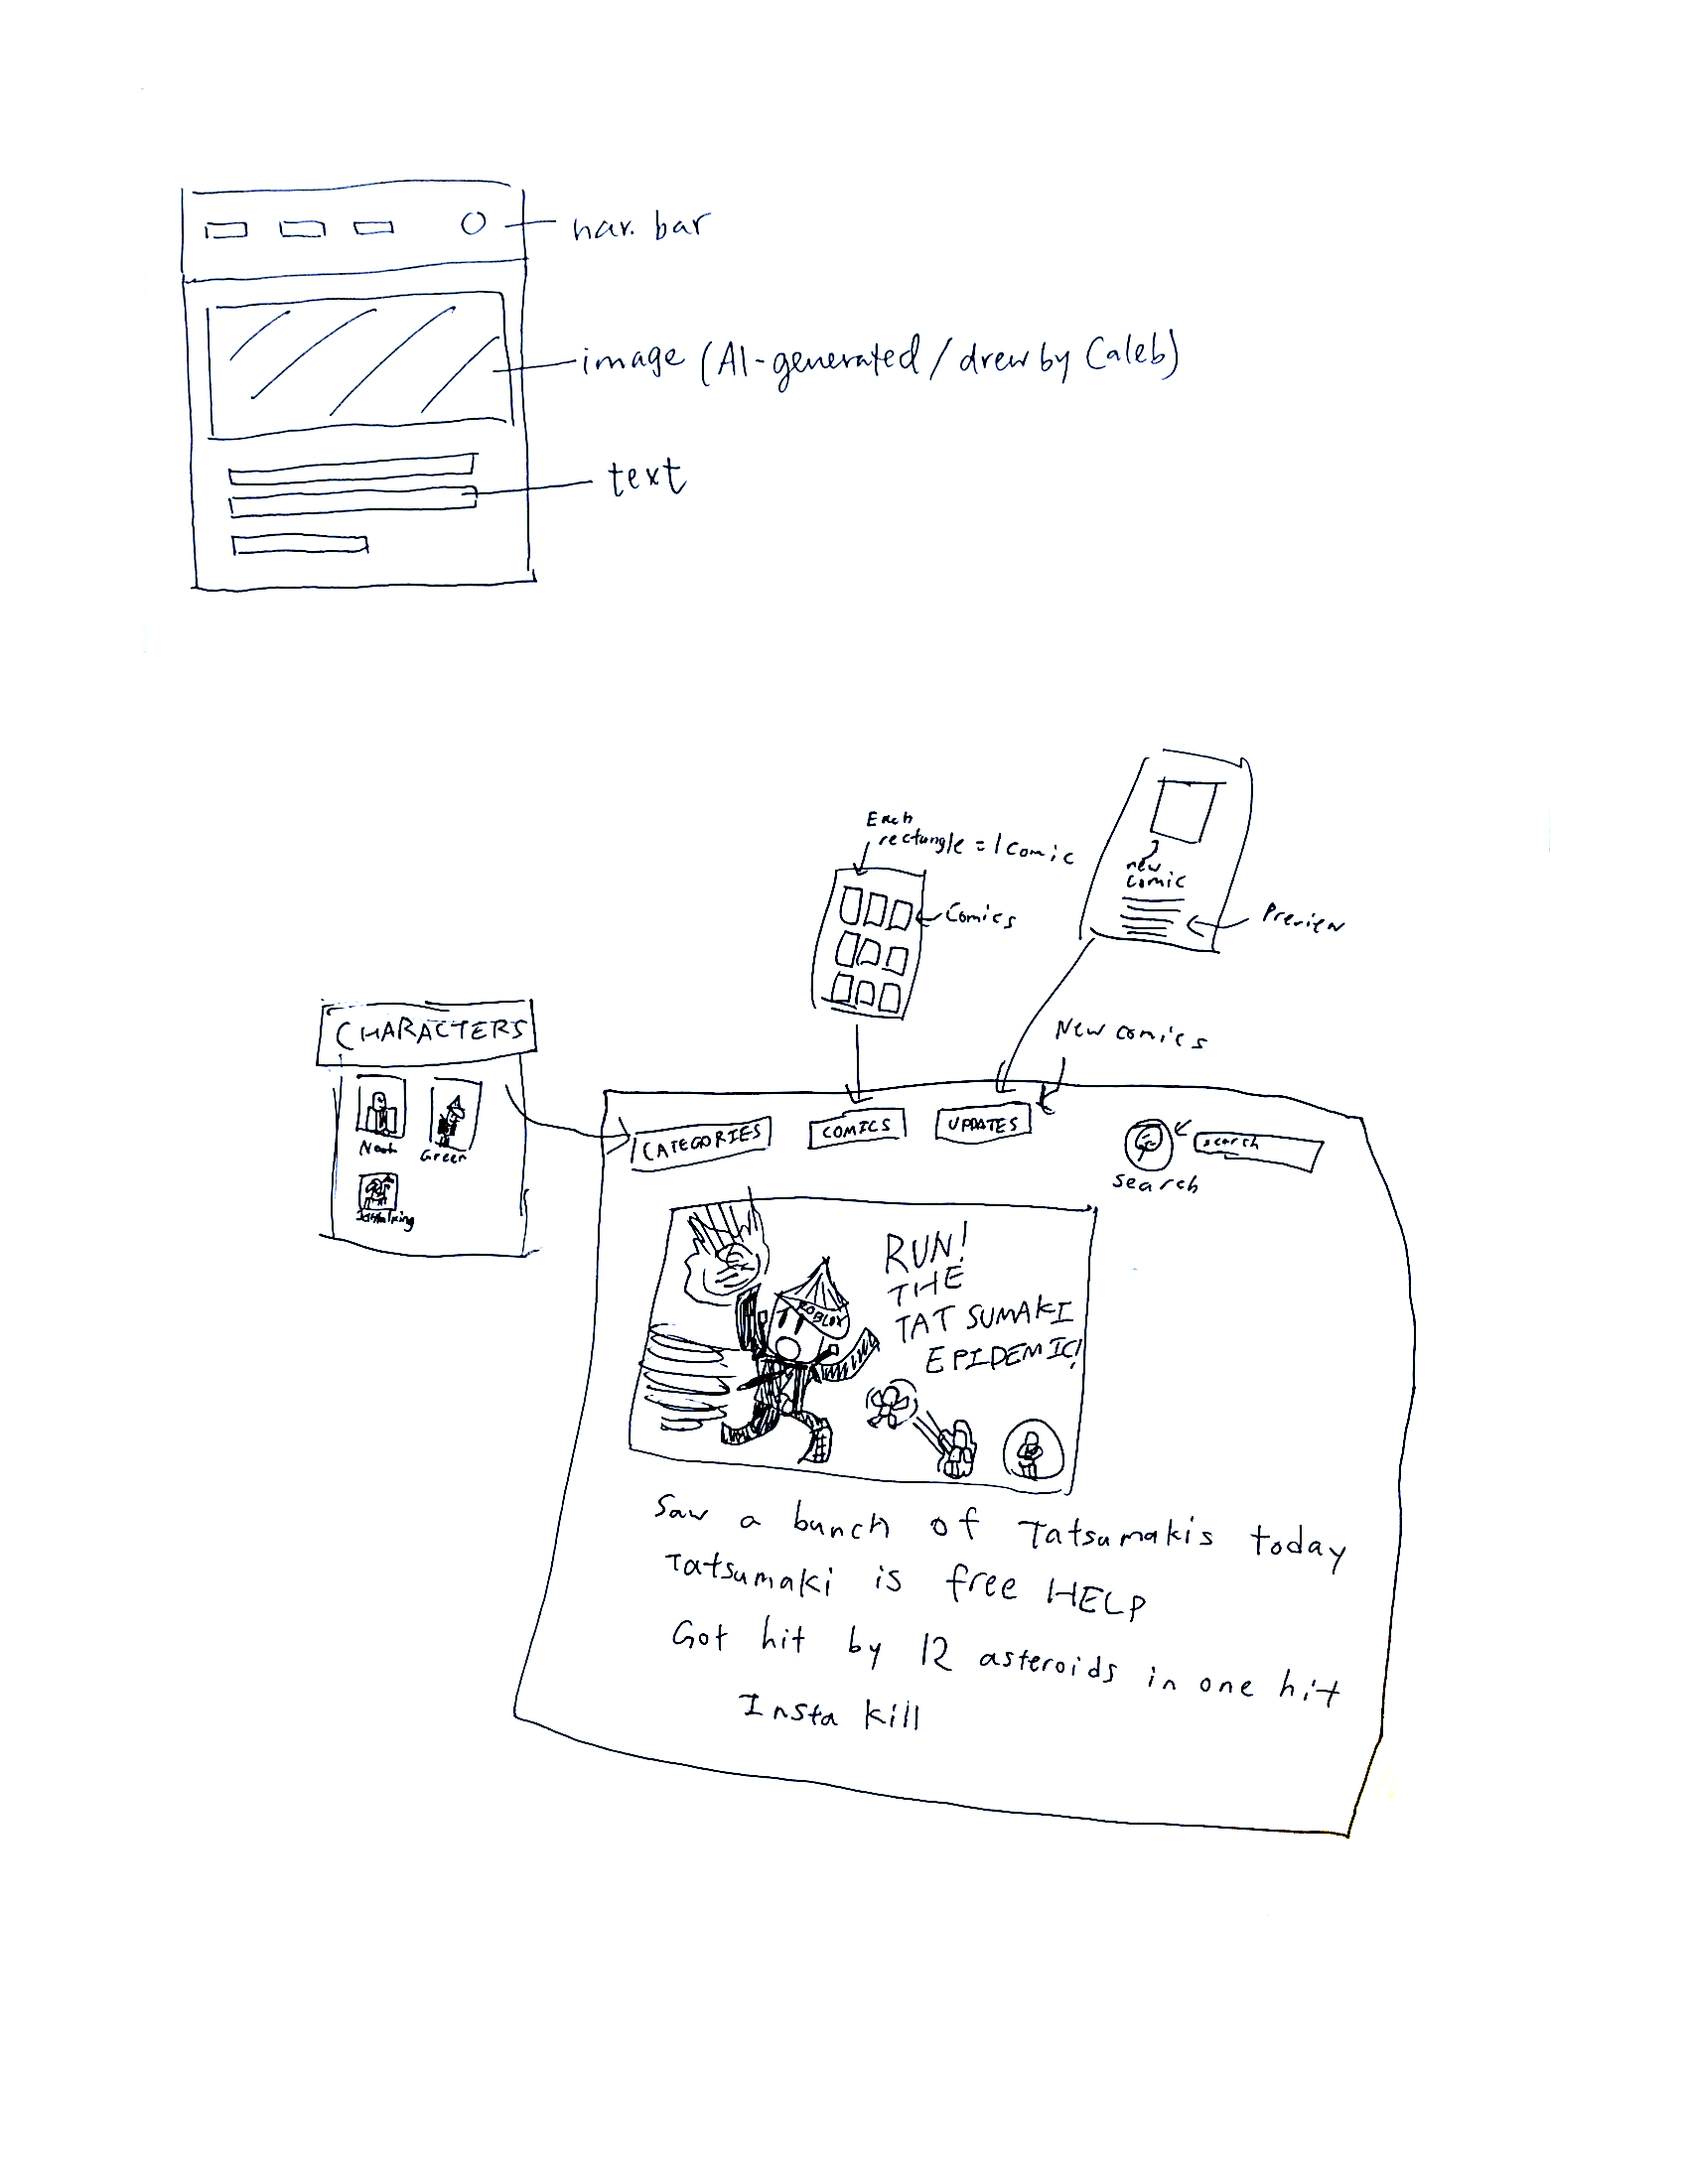 nav. bar
image (AI-generated / drew by Caleb)
text
Each
rectangle = 1 comic
Comics
new
comic
Preview
New comics
CHARACTERS
Green
CATEGORIES
COMICS
UPDATES
search
search
RUN!
THE
TATSUMAKI
EPIDEMIC!
ROBLOX
Saw a bunch of Tatsumakis today
Tatsumaki is free HELP
Got hit by 12 asteroids in one hit
Insta kill